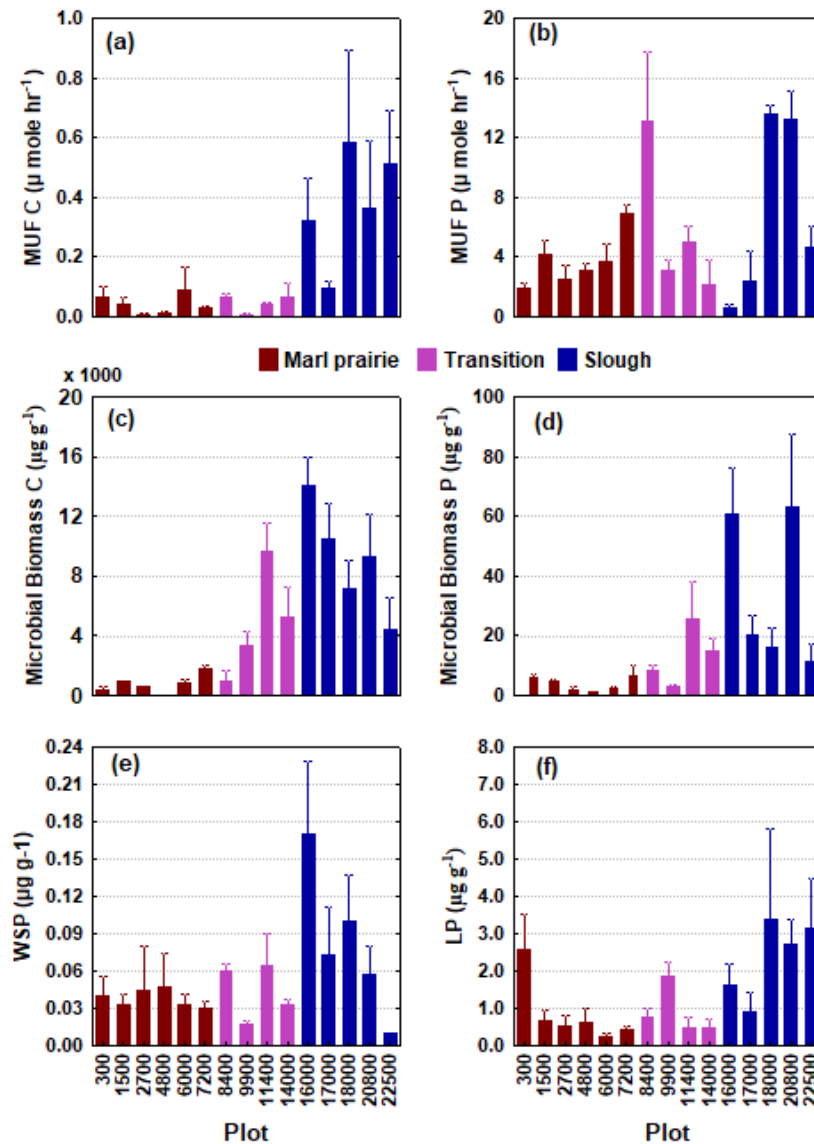 (a)
1.0
0.8
0.6
0.4
0.2
0.0
MUF C (µ mole hr⁻¹)
(b)
20
16
12
8
4
0
MUF P (µ mole hr⁻¹)
Marl prairie Transition Slough
x 1000
(c)
20
16
12
8
4
0
Microbial Biomass C (µg g⁻¹)
(d)
100
80
60
40
20
0
Microbial Biomass P (µg g⁻¹)
(e)
0.24
0.21
0.18
0.15
0.12
0.09
0.06
0.03
0.00
WSP (µg g-1)
300 1500 2700 4800 6000 7200 8400 9900 11400 14000 16000 17000 18000 20800 22500
Plot
(f)
8.0
7.0
6.0
5.0
4.0
3.0
2.0
1.0
0.0
LP (µg g⁻¹)
300 1500 2700 4800 6000 7200 8400 9900 11400 14000 16000 17000 18000 20800 22500
Plot